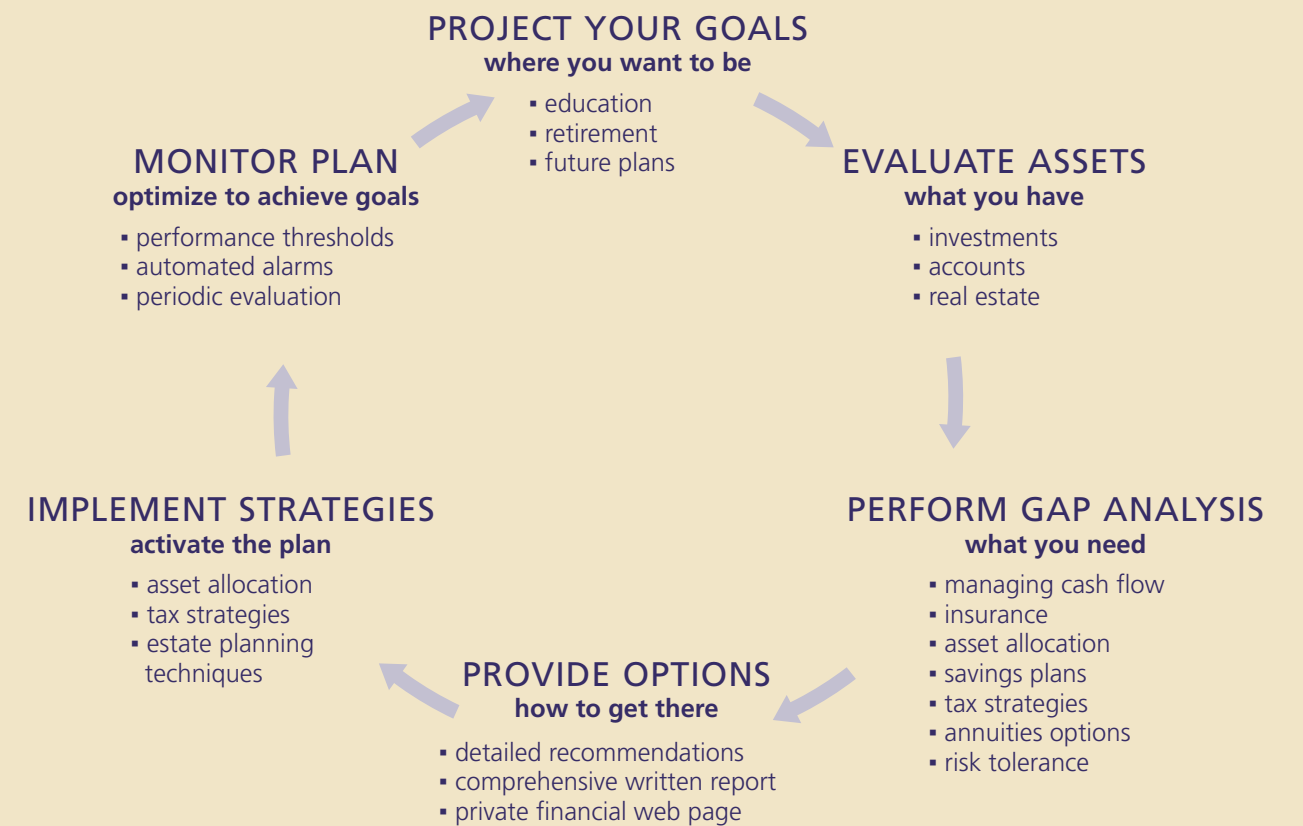 PROJECT YOUR GOALS
where you want to be
▪ education
▪ retirement
▪ future plans
EVALUATE ASSETS
what you have
▪ investments
▪ accounts
▪ real estate
PERFORM GAP ANALYSIS
what you need
▪ managing cash flow
▪ insurance
▪ asset allocation
▪ savings plans
▪ tax strategies
▪ annuities options
▪ risk tolerance
PROVIDE OPTIONS
how to get there
▪ detailed recommendations
▪ comprehensive written report
▪ private financial web page
IMPLEMENT STRATEGIES
activate the plan
▪ asset allocation
▪ tax strategies
▪ estate planning
techniques
MONITOR PLAN
optimize to achieve goals
▪ performance thresholds
▪ automated alarms
▪ periodic evaluation